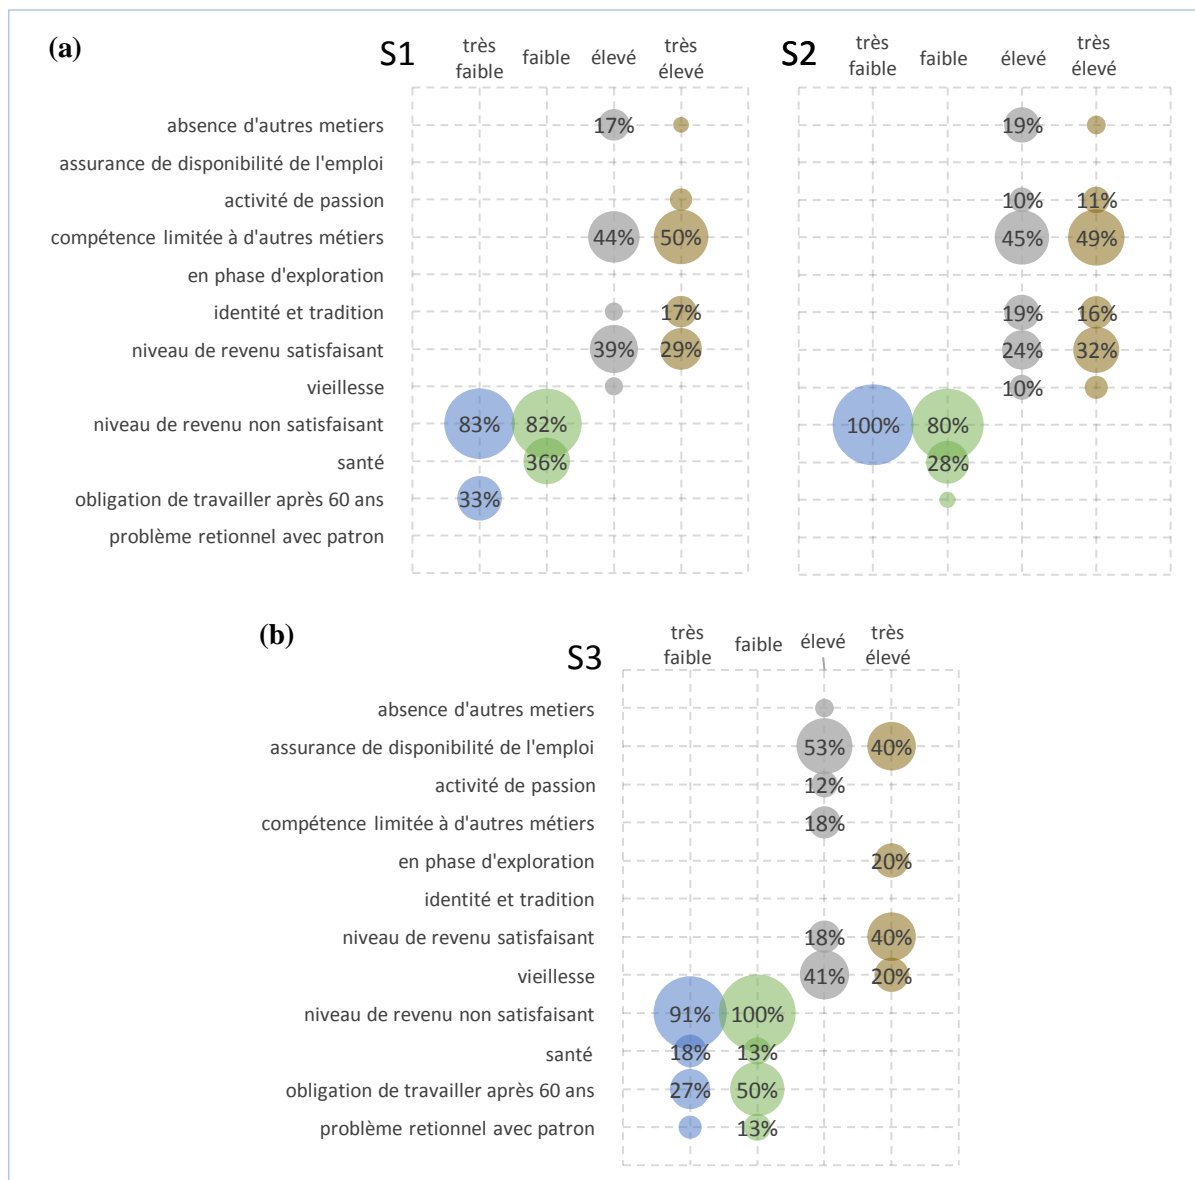 (a)
S1
très faible
faible
élevé
très élevé
S2
très faible
faible
élevé
très élevé
absence d'autres metiers
17%
19%
assurance de disponibilité de l'emploi
activité de passion
10%
11%
compétence limitée à d'autres métiers
44%
50%
45%
49%
en phase d'exploration
identité et tradition
17%
19%
16%
niveau de revenu satisfaisant
39%
29%
24%
32%
vieillesse
10%
niveau de revenu non satisfaisant
83%
82%
100%
80%
santé
36%
28%
obligation de travailler après 60 ans
33%
problème retionnel avec patron
(b)
S3
très faible
faible
élevé
très élevé
absence d'autres metiers
assurance de disponibilité de l'emploi
53%
40%
activité de passion
12%
compétence limitée à d'autres métiers
18%
en phase d'exploration
20%
identité et tradition
niveau de revenu satisfaisant
18%
40%
vieillesse
41%
20%
niveau de revenu non satisfaisant
91%
100%
santé
18%
13%
obligation de travailler après 60 ans
27%
50%
problème retionnel avec patron
13%